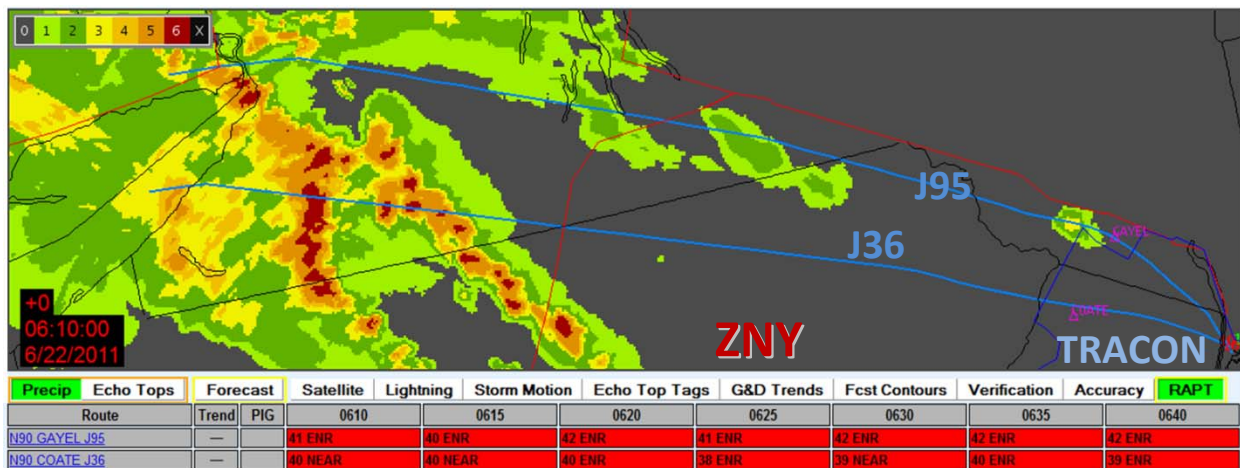 0 1 2 3 4 5 6 X
J95
GAYEL
J36
+0
06:10:00
6/22/2011
COATE
ZNY
TRACON
Precip Echo Tops Forecast Satellite Lightning Storm Motion Echo Top Tags G&D Trends Fcst Contours Verification Accuracy RAPT
Route Trend PIG 0610 0615 0620 0625 0630 0635 0640
N90 GAYEL J95 — 41 ENR 40 ENR 42 ENR 41 ENR 42 ENR 42 ENR 42 ENR
N90 COATE J36 — 40 NEAR 40 NEAR 40 ENR 38 ENR 39 NEAR 40 ENR 39 ENR